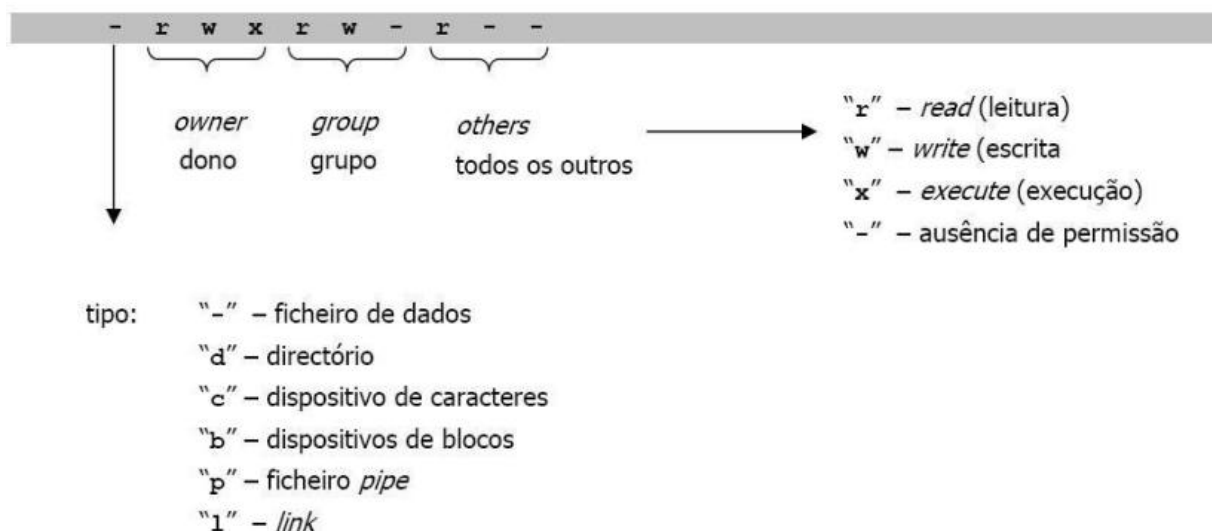 - r w x r w - r - -
owner group others
dono grupo todos os outros
"r" – read (leitura)
"w" – write (escrita
"x" – execute (execução)
"-" – ausência de permissão
tipo: "-" – ficheiro de dados
"d" – directório
"c" – dispositivo de caracteres
"b" – dispositivos de blocos
"p" – ficheiro pipe
"l" – link